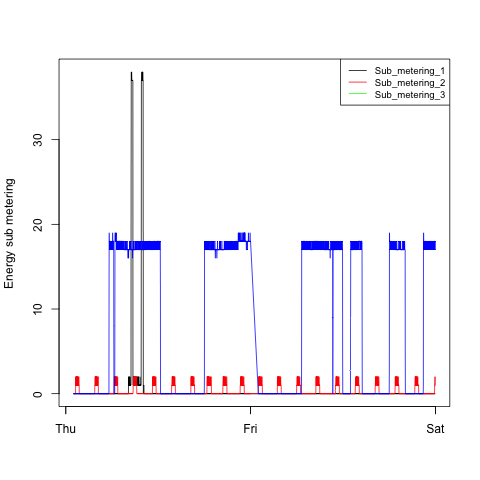 Sub_metering_1
Sub_metering_2
Sub_metering_3
Energy sub metering
30
20
10
0
Thu Fri Sat